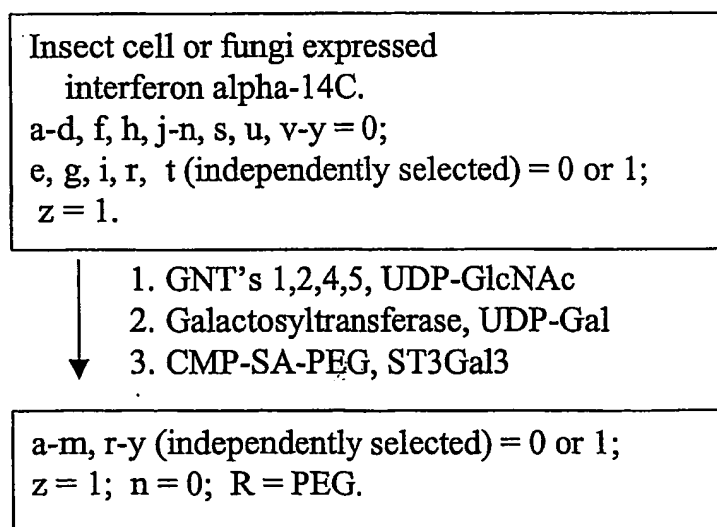 Insect cell or fungi expressed
interferon alpha-14C.
a-d, f, h, j-n, s, u, v-y = 0;
e, g, i, r, t (independently selected) = 0 or 1;
z = 1.
1. GNT's 1,2,4,5, UDP-GlcNAc
2. Galactosyltransferase, UDP-Gal
3. CMP-SA-PEG, ST3Gal3
a-m, r-y (independently selected) = 0 or 1;
z = 1; n = 0; R = PEG.